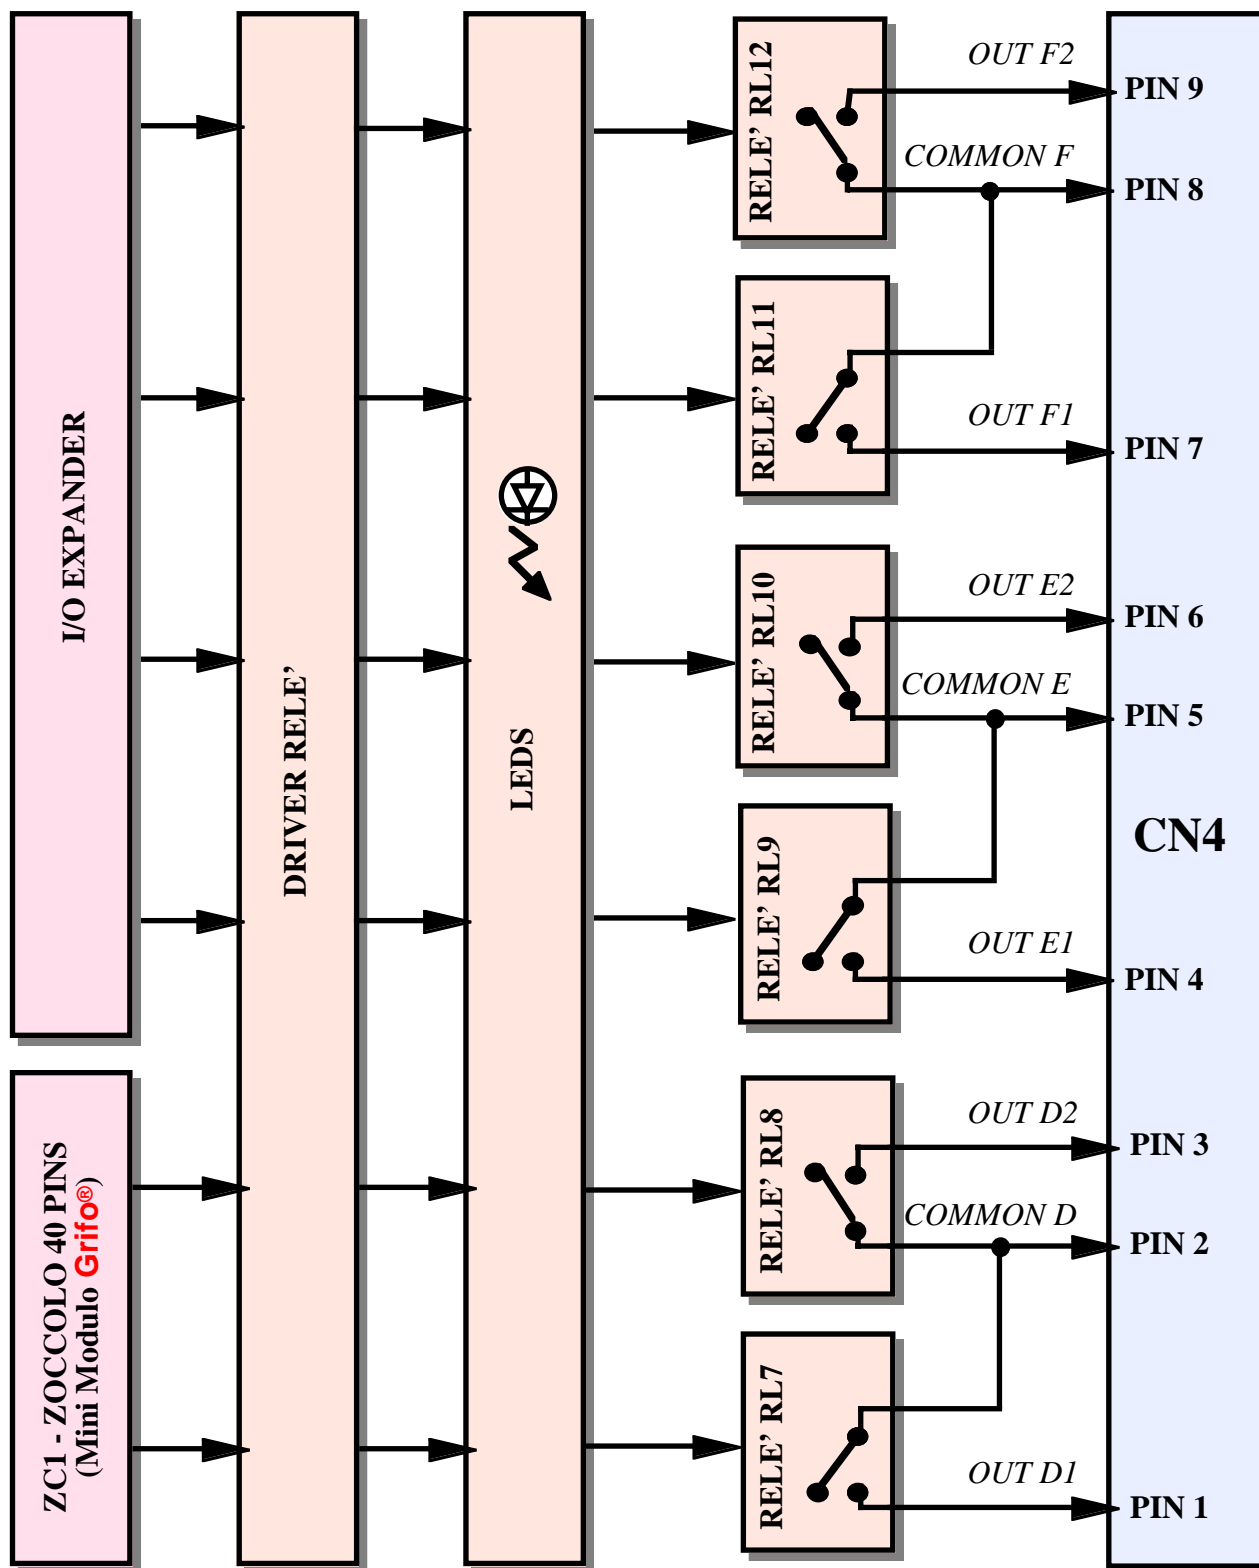 I/O EXPANDER
ZC1 - ZOCCOLO 40 PINS
(Mini Modulo Grifo®)
DRIVER RELE’
LEDS
RELE’ RL12
RELE’ RL11
RELE’ RL10
RELE’ RL9
RELE’ RL8
RELE’ RL7
OUT F2
COMMON F
OUT F1
OUT E2
COMMON E
OUT E1
OUT D2
COMMON D
OUT D1
PIN 9
PIN 8
PIN 7
PIN 6
PIN 5
CN4
PIN 4
PIN 3
PIN 2
PIN 1